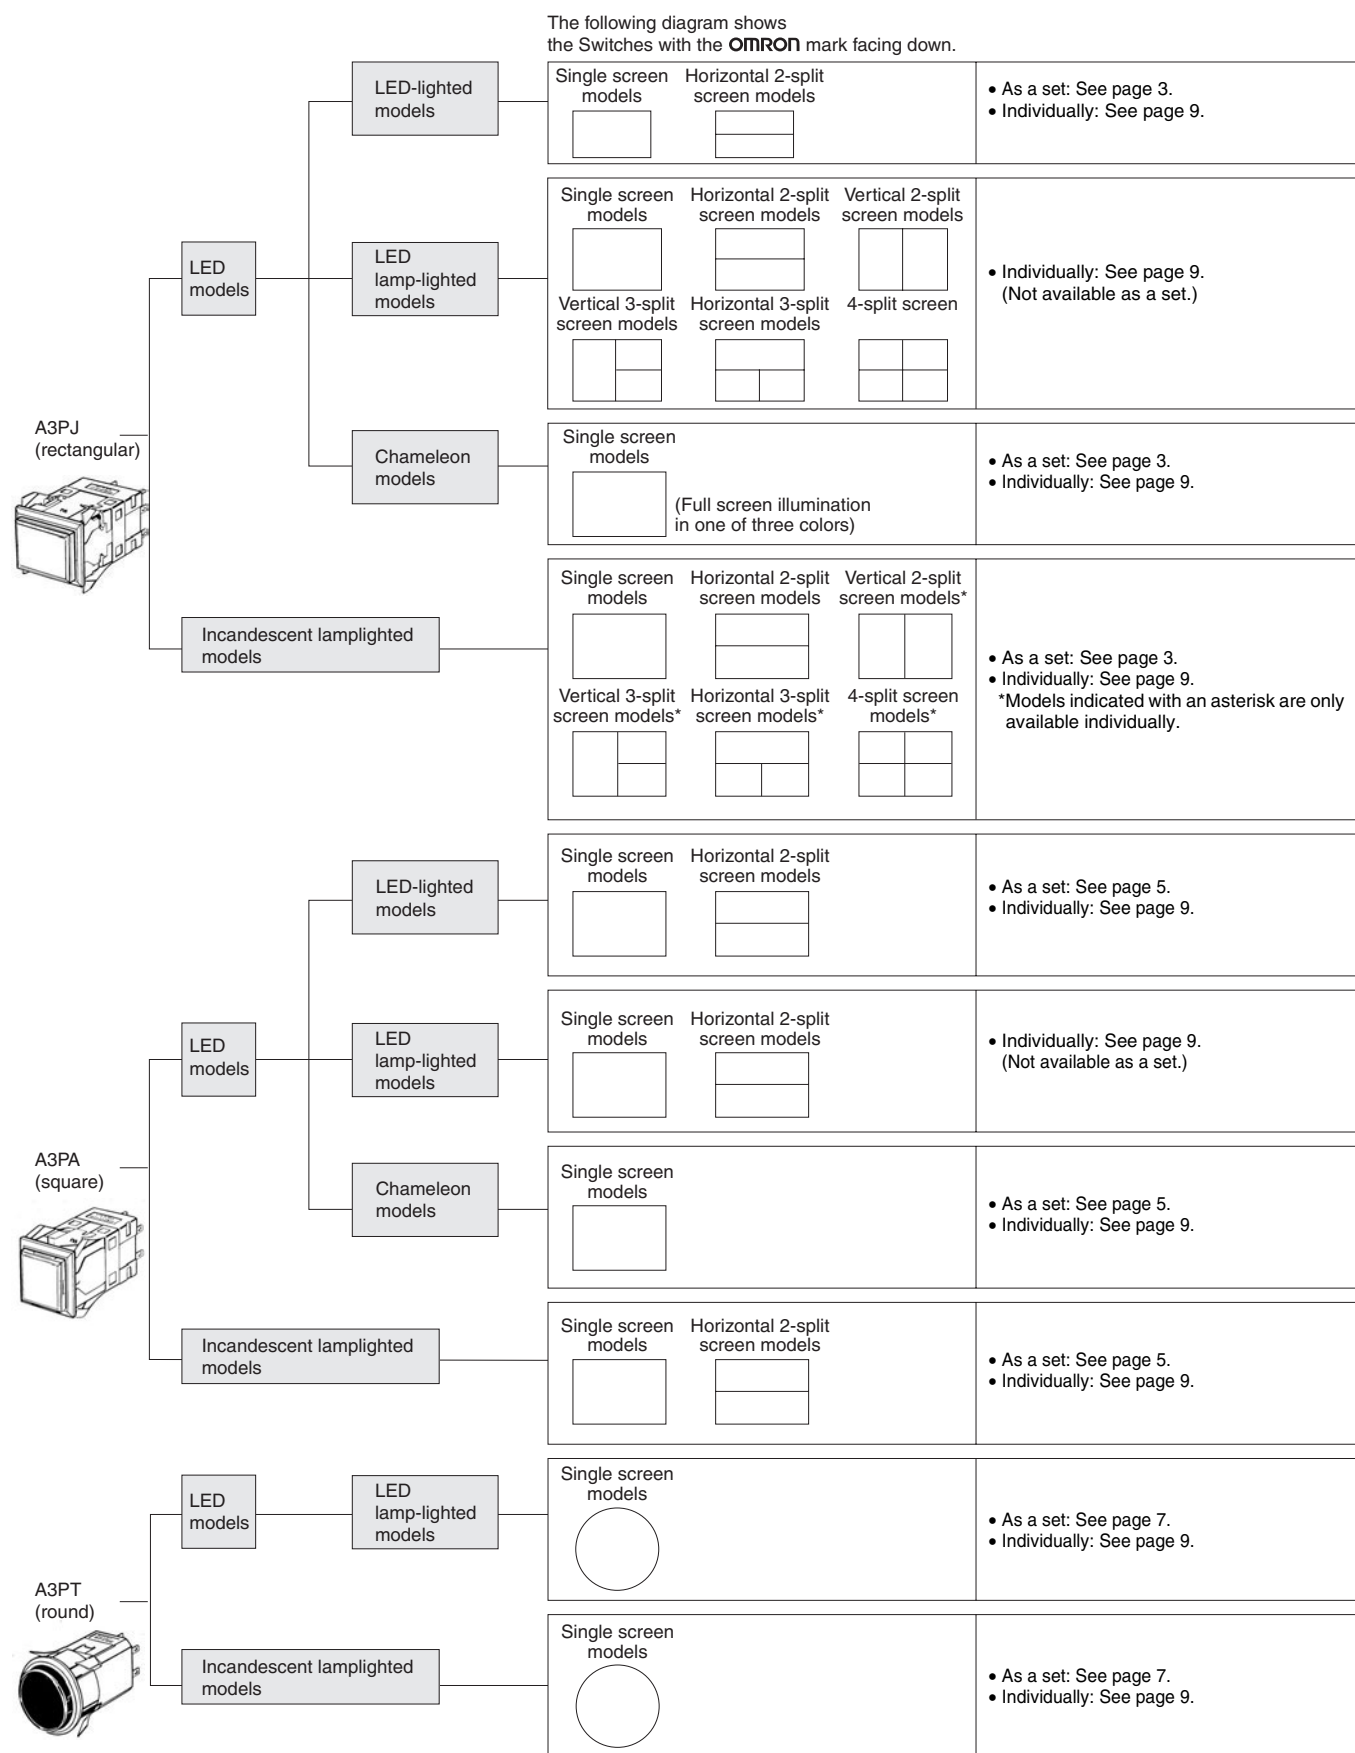 The following diagram shows
the Switches with the OMRON mark facing down.
LED-lighted
models
Single screen
models
Horizontal 2-split
screen models
• As a set: See page 3.
• Individually: See page 9.
LED
models
LED
lamp-lighted
models
Single screen
models
Horizontal 2-split
screen models
Vertical 2-split
screen models
Vertical 3-split
screen models
Horizontal 3-split
screen models
4-split screen
• Individually: See page 9.
(Not available as a set.)
A3PJ
(rectangular)
Chameleon
models
Single screen
models
(Full screen illumination
in one of three colors)
• As a set: See page 3.
• Individually: See page 9.
Incandescent lamplighted
models
Single screen
models
Horizontal 2-split
screen models
Vertical 2-split
screen models*
Vertical 3-split
screen models*
Horizontal 3-split
screen models*
4-split screen
models*
• As a set: See page 3.
• Individually: See page 9.
*Models indicated with an asterisk are only
available individually.
LED-lighted
models
Single screen
models
Horizontal 2-split
screen models
• As a set: See page 5.
• Individually: See page 9.
LED
models
LED
lamp-lighted
models
Single screen
models
Horizontal 2-split
screen models
• Individually: See page 9.
(Not available as a set.)
A3PA
(square)
Chameleon
models
Single screen
models
• As a set: See page 5.
• Individually: See page 9.
Incandescent lamplighted
models
Single screen
models
Horizontal 2-split
screen models
• As a set: See page 5.
• Individually: See page 9.
LED
models
LED
lamp-lighted
models
Single screen
models
• As a set: See page 7.
• Individually: See page 9.
A3PT
(round)
Incandescent lamplighted
models
Single screen
models
• As a set: See page 7.
• Individually: See page 9.